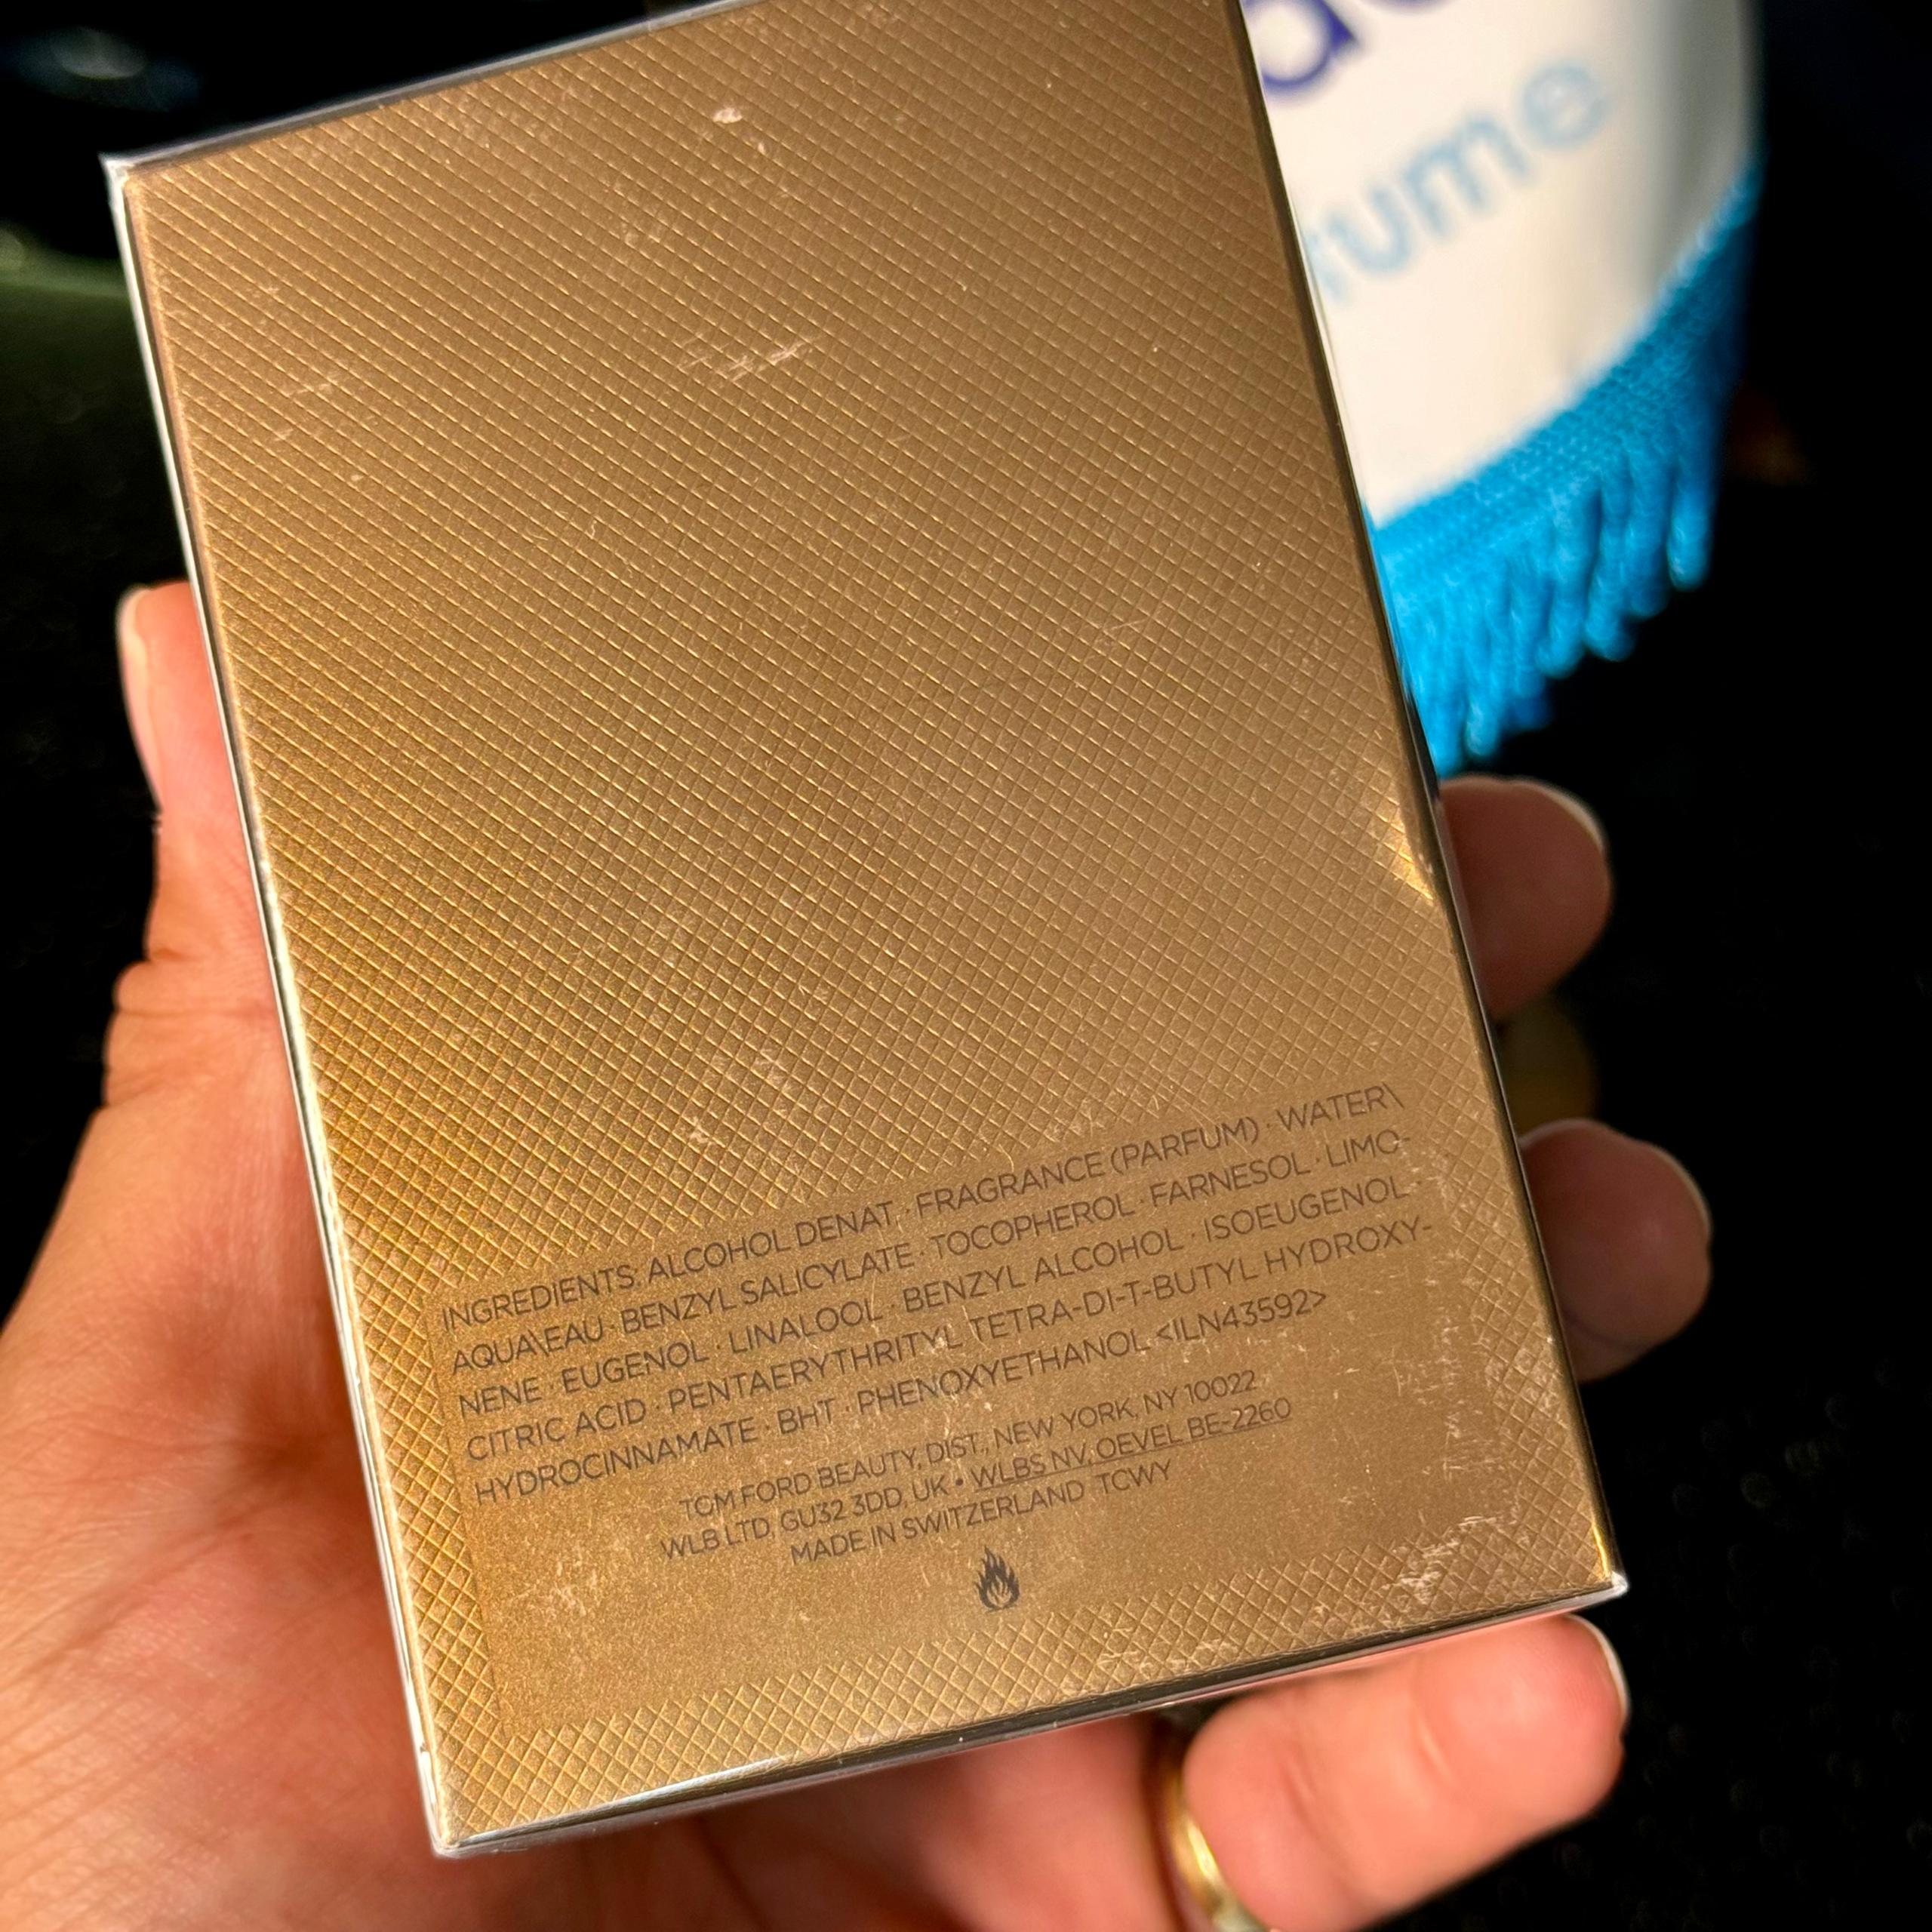 ume
INGREDIENTS: ALCOHOL DENAT. · FRAGRANCE (PARFUM) · WATER\
AQUA\EAU · BENZYL SALICYLATE · TOCOPHEROL · FARNESOL · LIMO-
NENE · EUGENOL · LINALOOL · BENZYL ALCOHOL · ISOEUGENOL ·
CITRIC ACID · PENTAERYTHRITYL TETRA-DI-T-BUTYL HYDROXY-
HYDROCINNAMATE · BHT · PHENOXYETHANOL <ILN43592>
TOM FORD BEAUTY, DIST., NEW YORK, NY 10022
WLB LTD, GU32 3DD, UK • WLBS NV, OEVEL BE-2260
MADE IN SWITZERLAND TCWY